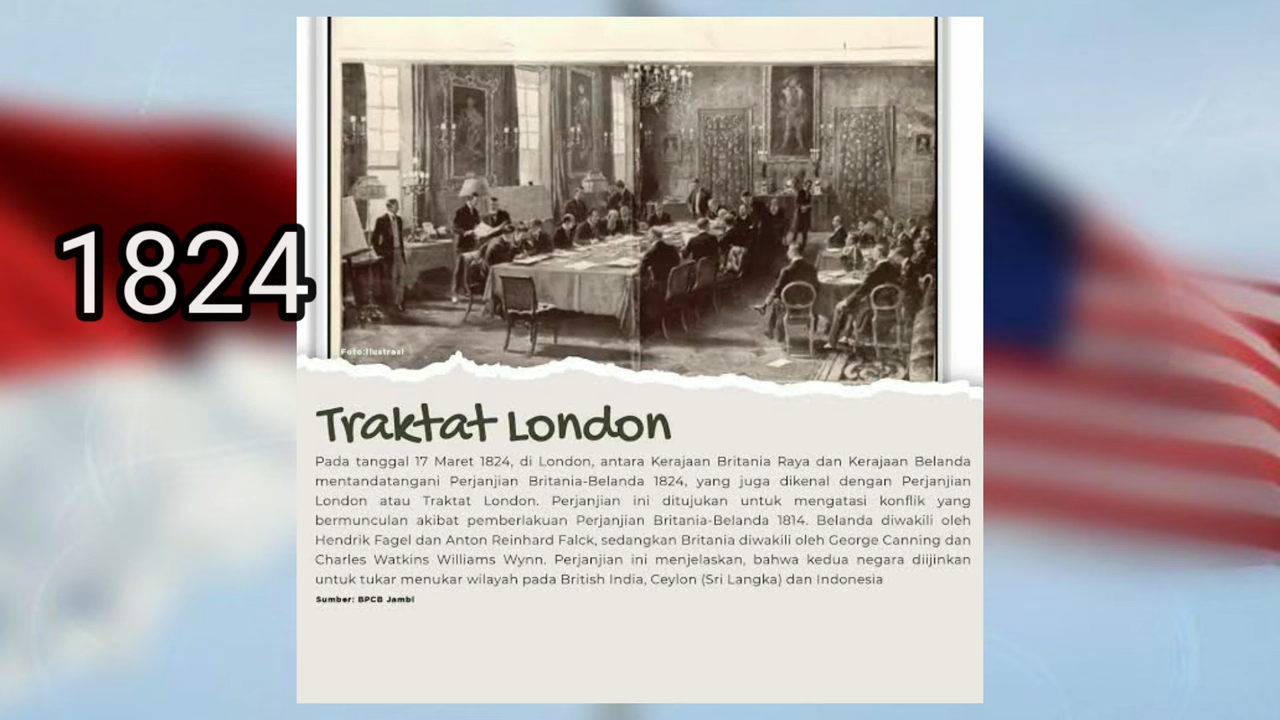 1824
Foto:Ilustrasi
Traktat London
Pada tanggal 17 Maret 1824, di London, antara Kerajaan Britania Raya dan Kerajaan Belanda
mentandatangani Perjanjian Britania-Belanda 1824, yang juga dikenal dengan Perjanjian
London atau Traktat London. Perjanjian ini ditujukan untuk mengatasi konflik yang
bermunculan akibat pemberlakuan Perjanjian Britania-Belanda 1814. Belanda diwakili oleh
Hendrik Fagel dan Anton Reinhard Falck, sedangkan Britania diwakili oleh George Canning dan
Charles Watkins Williams Wynn. Perjanjian ini menjelaskan, bahwa kedua negara diijinkan
untuk tukar menukar wilayah pada British India, Ceylon (Sri Langka) dan Indonesia
Sumber: BPCB Jambi